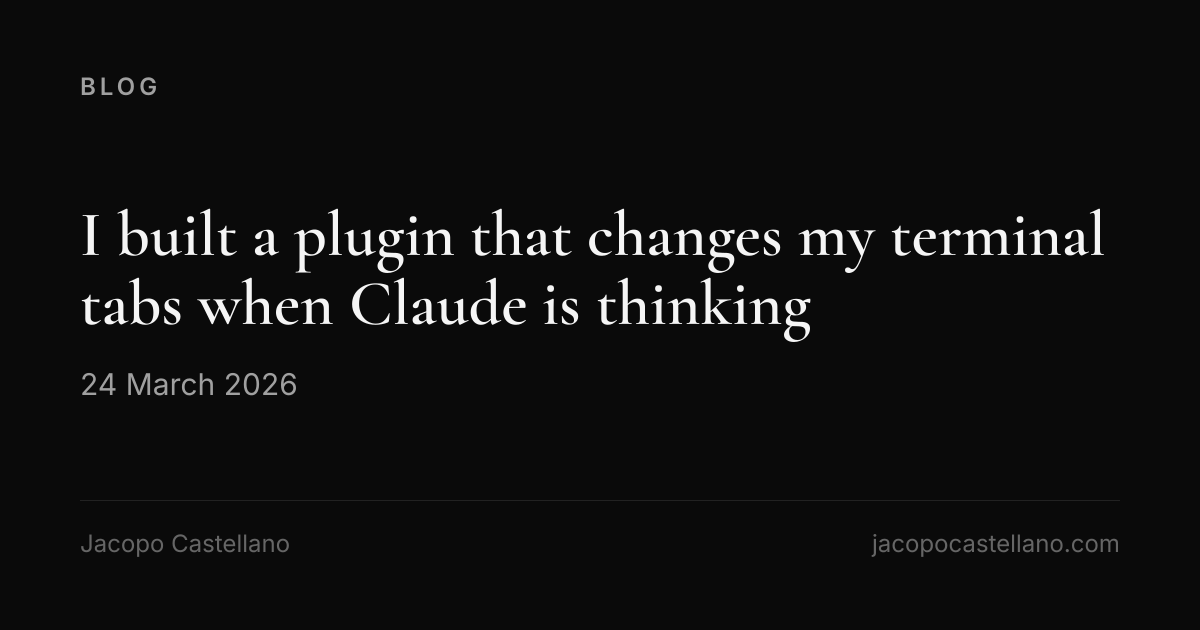 BLOG
I built a plugin that changes my terminal
tabs when Claude is thinking
24 March 2026
Jacopo Castellano
jacopocastellano.com